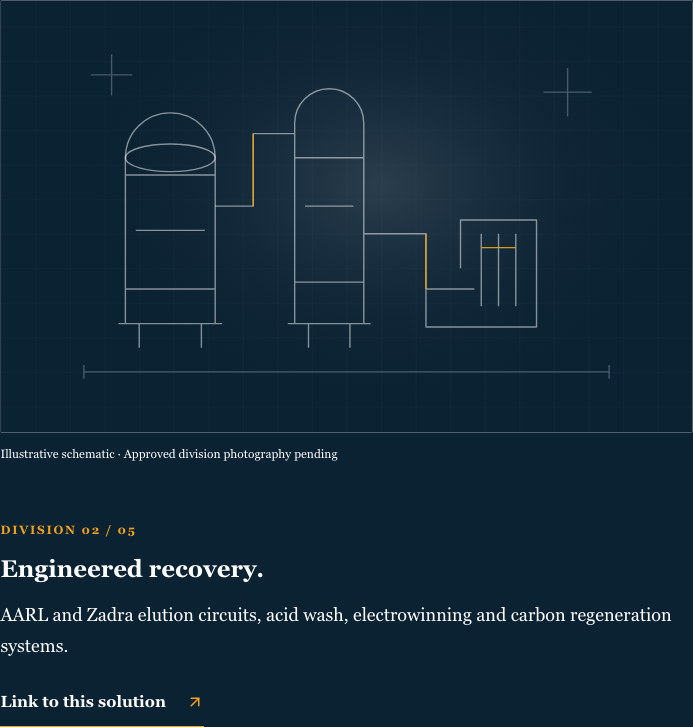 Illustrative schematic · Approved division photography pending
DIVISION 02 / 05
Engineered recovery.
AARL and Zadra elution circuits, acid wash, electrowinning and carbon regeneration
systems.
Link to this solution